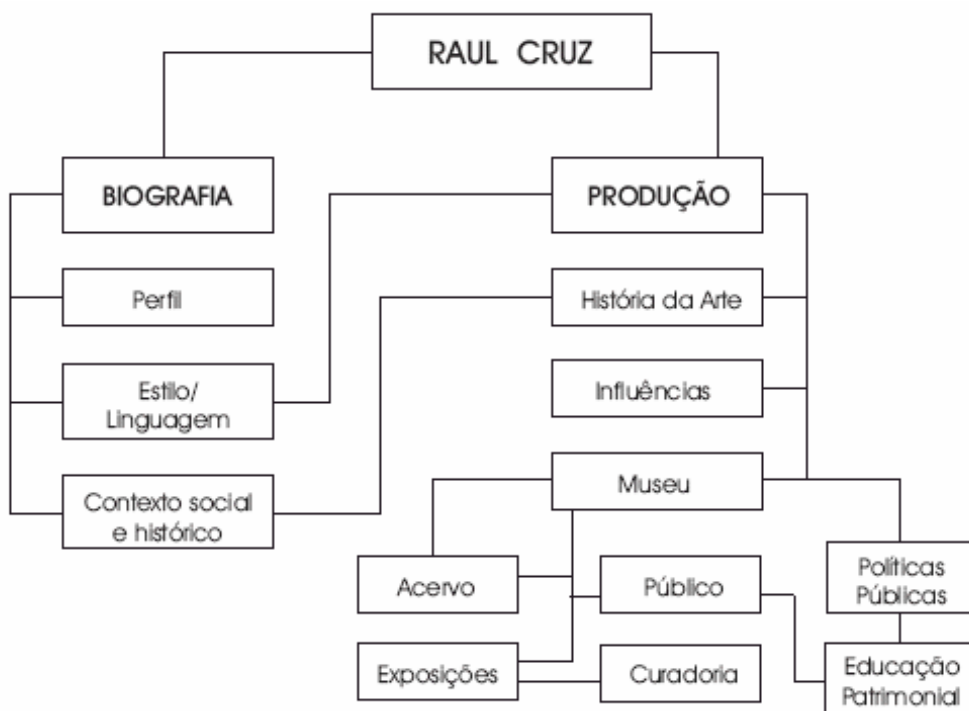 RAUL CRUZ
BIOGRAFIA
PRODUÇÃO
Perfil
História da Arte
Estilo/
Linguagem
Influências
Contexto social
e histórico
Museu
Acervo
Público
Políticas
Públicas
Exposições
Curadoria
Educação
Patrimonial